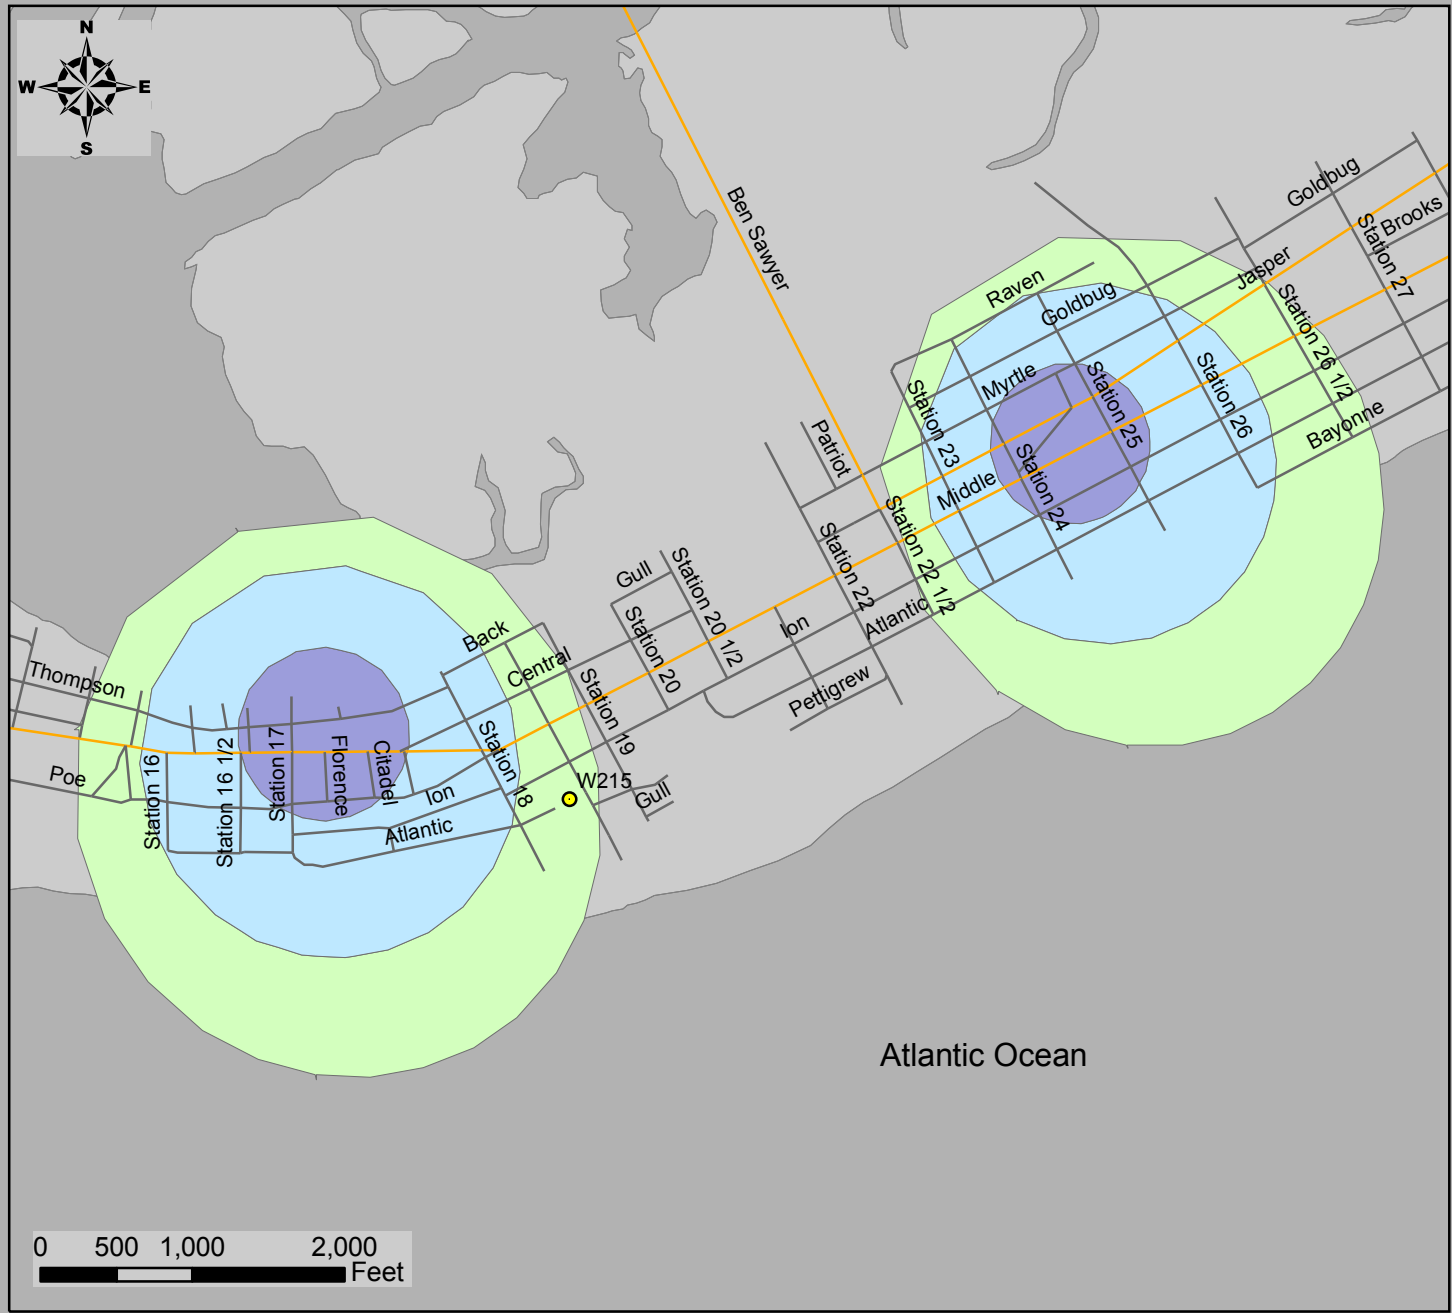 N
W E
S
Ben Sawyer
Goldbug
Brooks
Station 27
Jasper
Raven
Goldbug
Station 26 1/2
Myrtle
Station 25
Station 26
Station 23
Bayonne
Patriot
Station 24
Middle
Station 22 1/2
Station 22
Atlantic
Ion
Pettigrew
Gull
Station 20 1/2
Station 20
Back
Central
Station 19
Thompson
Poe
Station 16
Station 16 1/2
Station 17
Florence
Citadel
Station 18
Ion
Atlantic
W215
Gull
Atlantic Ocean
0 500 1,000 2,000
Feet